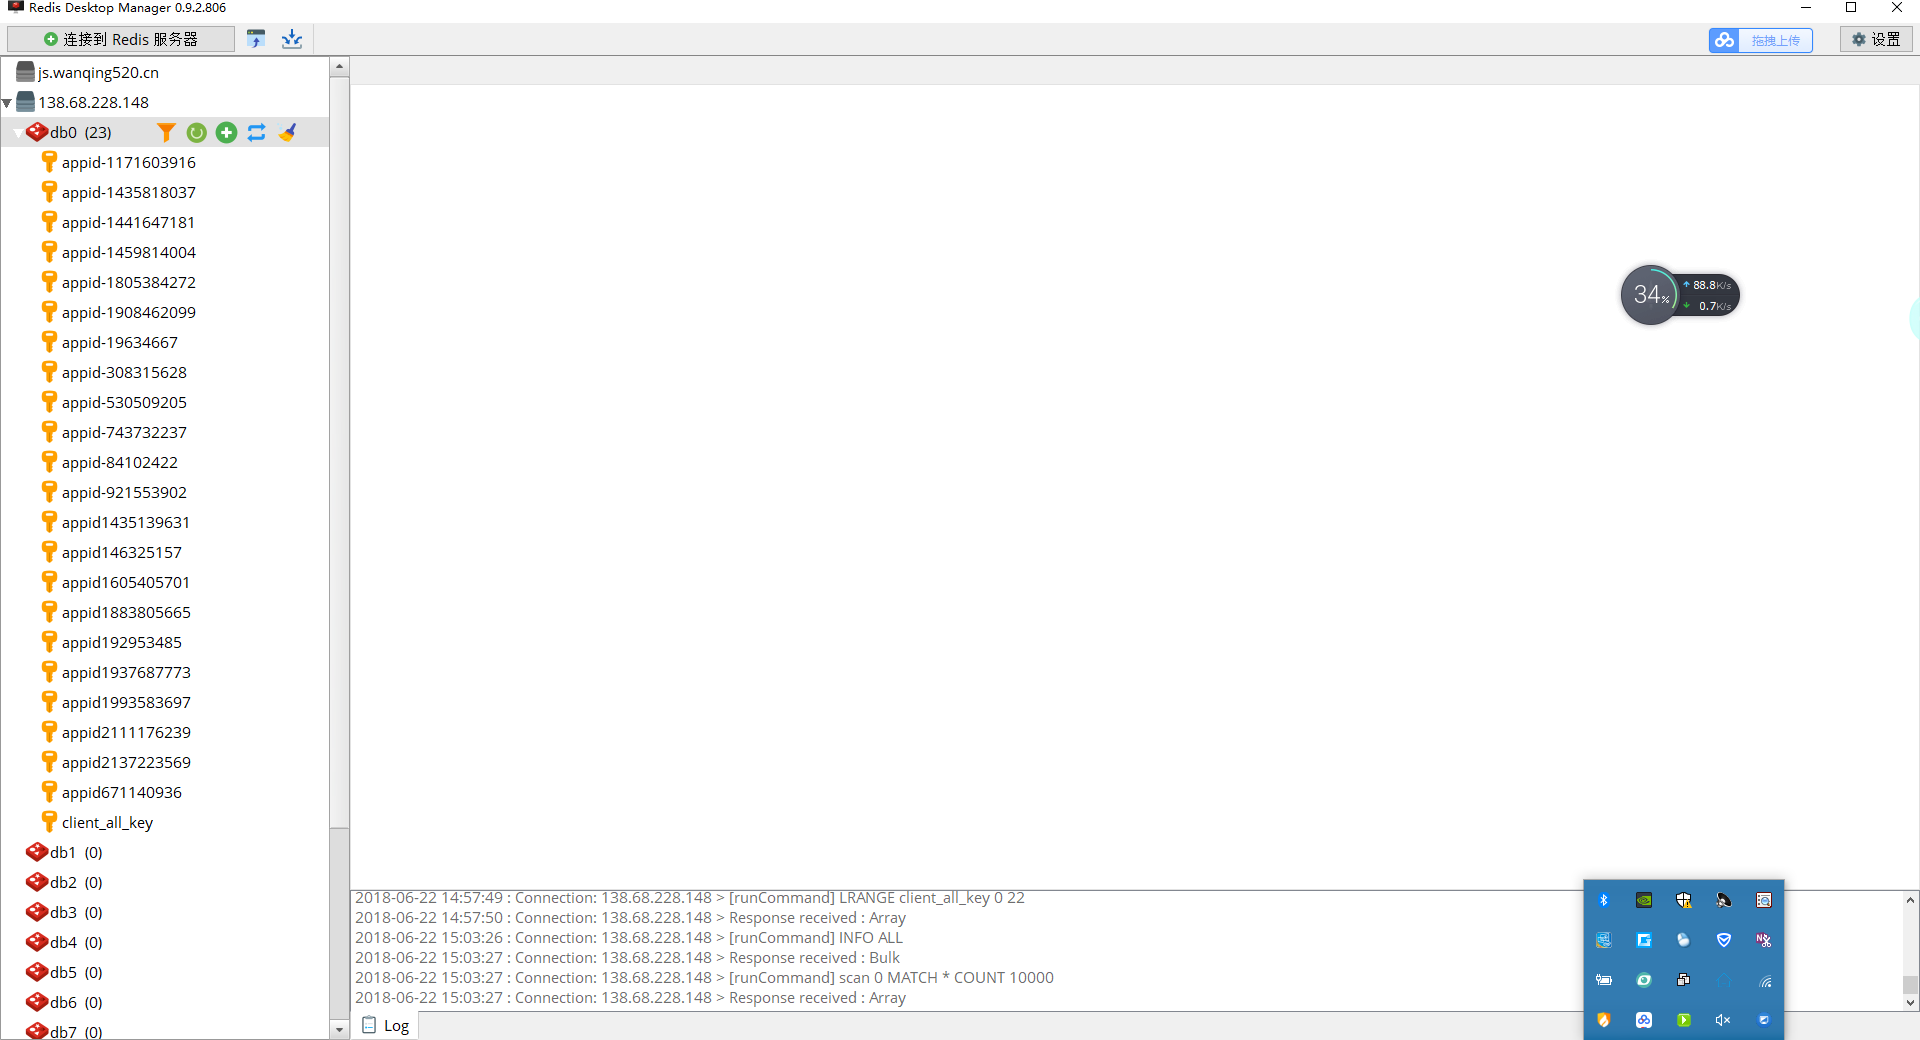 Redis Desktop Manager 0.9.2.806
连接到 Redis 服务器
拖拽上传
设置
js.wanqing520.cn
138.68.228.148
db0 (23)
appid-1171603916
appid-1435818037
appid-1441647181
appid-1459814004
appid-1805384272
appid-1908462099
appid-19634667
appid-308315628
appid-530509205
appid-743732237
appid-84102422
appid-921553902
appid1435139631
appid146325157
appid1605405701
appid1883805665
appid192953485
appid1937687773
appid1993583697
appid2111176239
appid2137223569
appid671140936
client_all_key
db1 (0)
db2 (0)
db3 (0)
db4 (0)
db5 (0)
db6 (0)
db7 (0)
34%
88.8K/s
0.7K/s
2018-06-22 14:57:49 : Connection: 138.68.228.148 > [runCommand] LRANGE client_all_key 0 22
2018-06-22 14:57:50 : Connection: 138.68.228.148 > Response received : Array
2018-06-22 15:03:26 : Connection: 138.68.228.148 > [runCommand] INFO ALL
2018-06-22 15:03:27 : Connection: 138.68.228.148 > Response received : Bulk
2018-06-22 15:03:27 : Connection: 138.68.228.148 > [runCommand] scan 0 MATCH * COUNT 10000
2018-06-22 15:03:27 : Connection: 138.68.228.148 > Response received : Array
Log